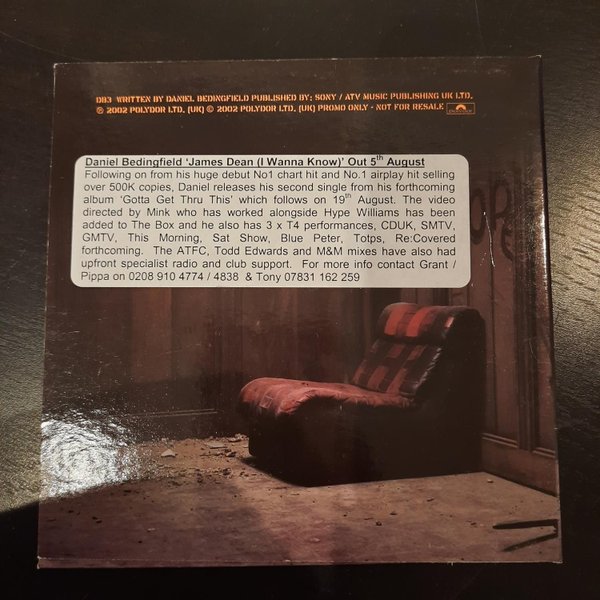 DB3 WRITTEN BY DANIEL BEDINGFIELD PUBLISHED BY: SONY / ATV MUSIC PUBLISHING UK LTD.
℗ 2002 POLYDOR LTD. (UK) © 2002 POLYDOR LTD. (UK) PROMO ONLY · NOT FOR RESALE
Daniel Bedingfield 'James Dean (I Wanna Know)' Out 5th August
Following on from his huge debut No1 chart hit and No.1 airplay hit selling
over 500K copies, Daniel releases his second single from his forthcoming
album 'Gotta Get Thru This' which follows on 19th August. The video
directed by Mink who has worked alongside Hype Williams has been
added to The Box and he also has 3 x T4 performances, CDUK, SMTV,
GMTV, This Morning, Sat Show, Blue Peter, Totps, Re:Covered
forthcoming. The ATFC, Todd Edwards and M&M mixes have also had
upfront specialist radio and club support. For more info contact Grant /
Pippa on 0208 910 4774 / 4838 & Tony 07831 162 259